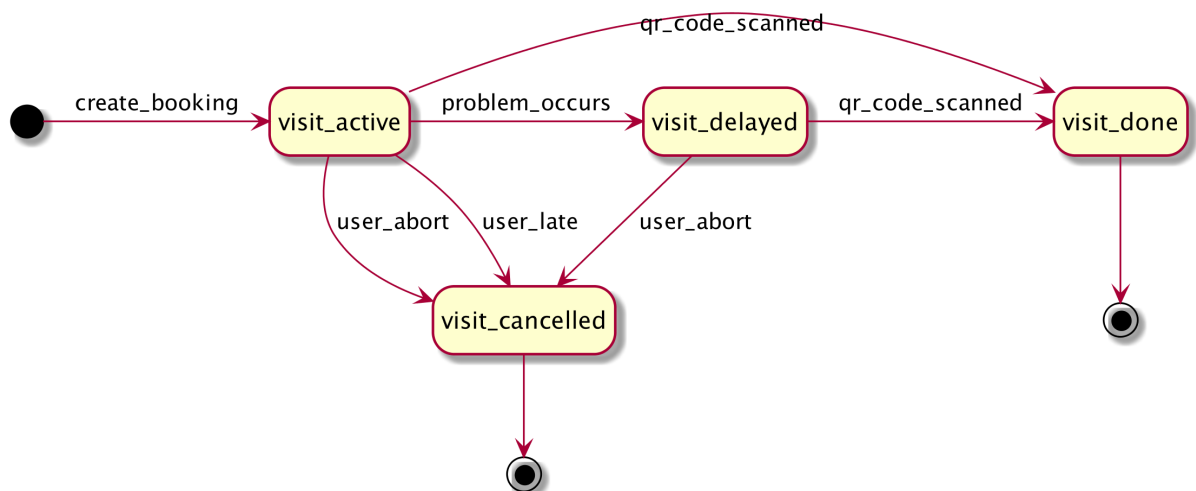 qr_code_scanned
create_booking
problem_occurs
qr_code_scanned
visit_active
visit_delayed
visit_done
user_abort
user_late
user_abort
visit_cancelled